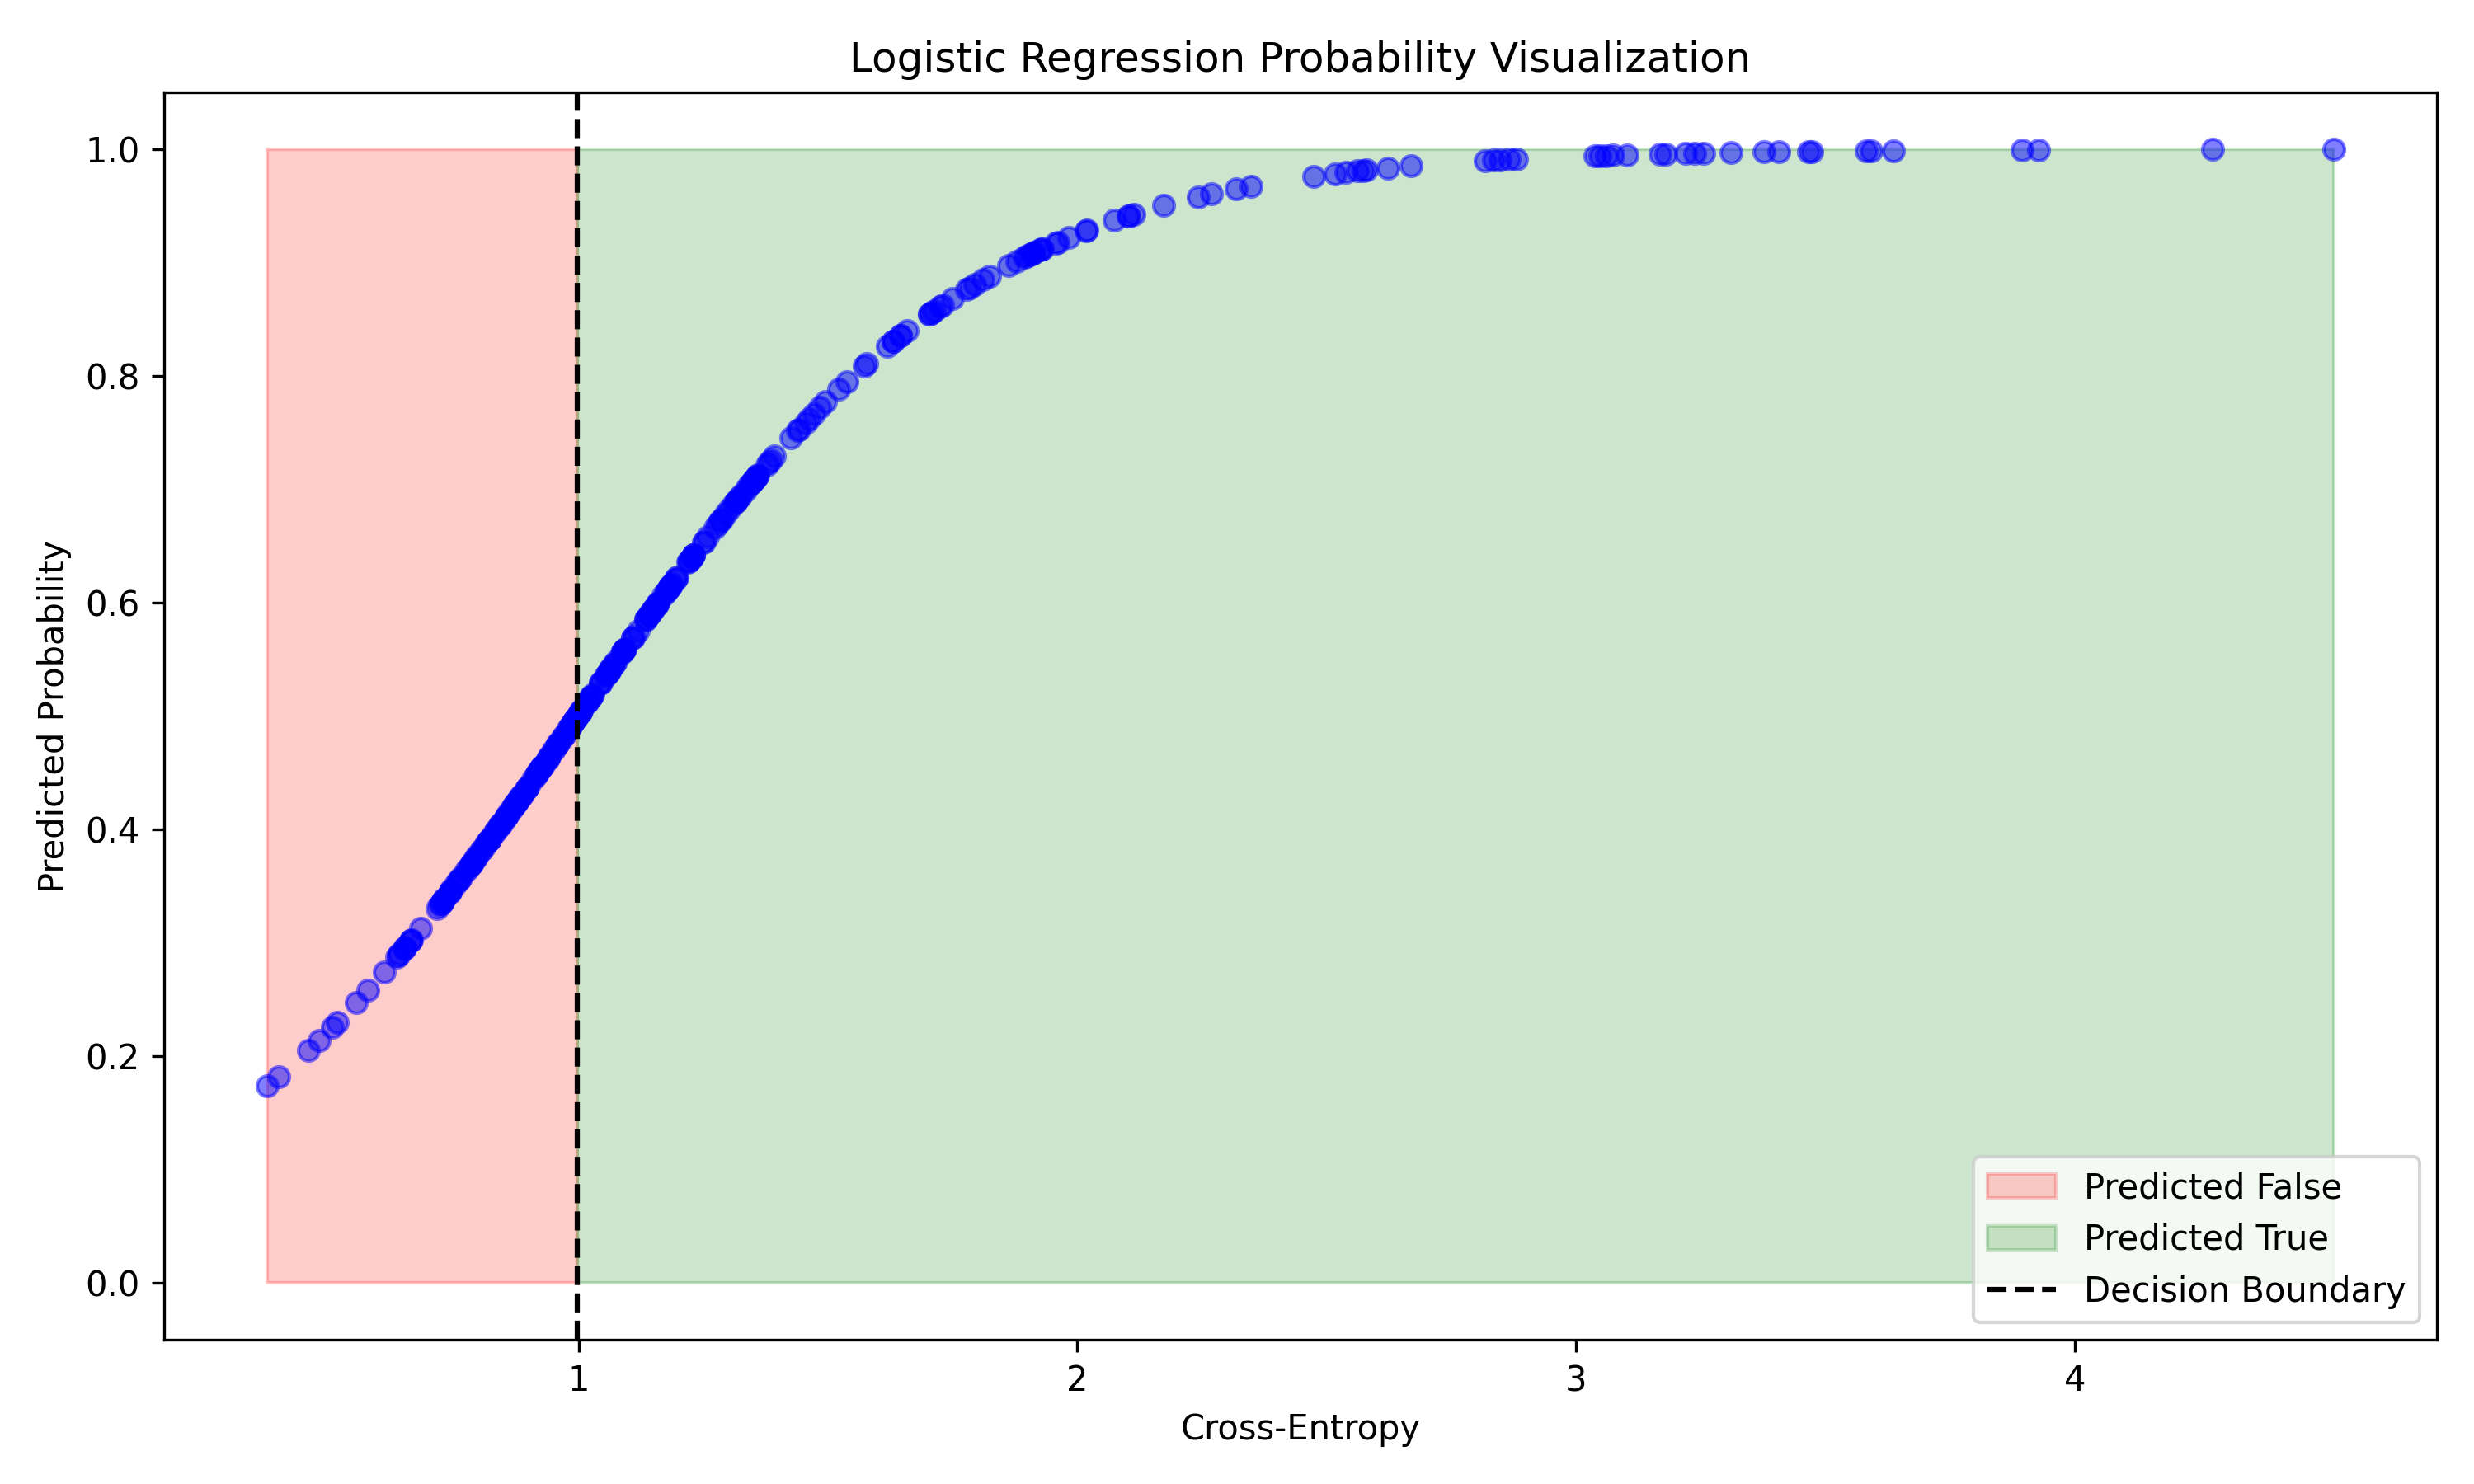 Logistic Regression Probability Visualization
Predicted Probability
1.0
0.8
0.6
0.4
0.2
0.0
1
2
3
4
Cross-Entropy
Predicted False
Predicted True
Decision Boundary